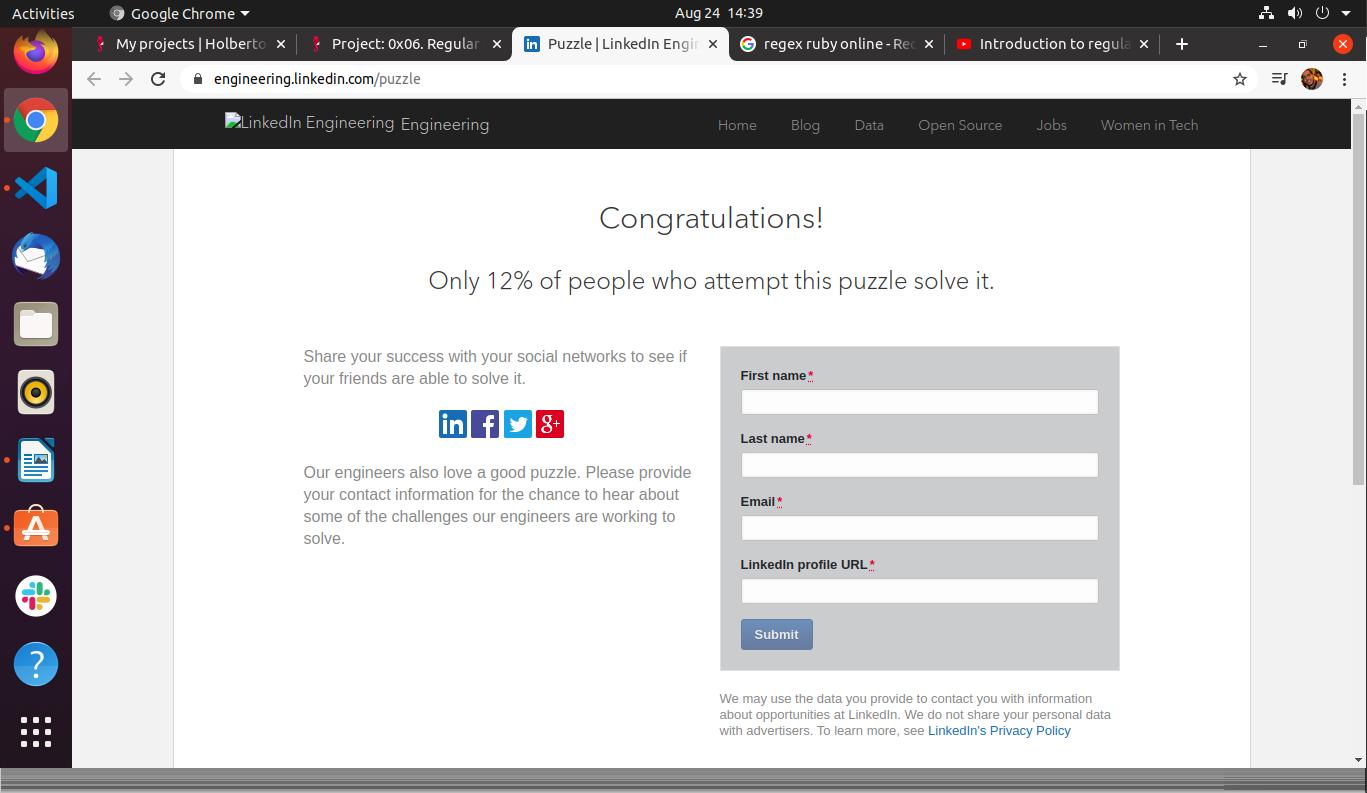 Activities
Google Chrome
Aug 24 14:39
My projects | Holberto
Project: 0x06. Regular
Puzzle | LinkedIn Engin
regex ruby online - Rec
Introduction to regula
engineering.linkedin.com/puzzle
LinkedIn Engineering Engineering
Home Blog Data Open Source Jobs Women in Tech
Congratulations!
Only 12% of people who attempt this puzzle solve it.
Share your success with your social networks to see if
your friends are able to solve it.
in f g+
Our engineers also love a good puzzle. Please provide
your contact information for the chance to hear about
some of the challenges our engineers are working to
solve.
First name*
Last name*
Email*
LinkedIn profile URL*
Submit
We may use the data you provide to contact you with information
about opportunities at LinkedIn. We do not share your personal data
with advertisers. To learn more, see LinkedIn's Privacy Policy